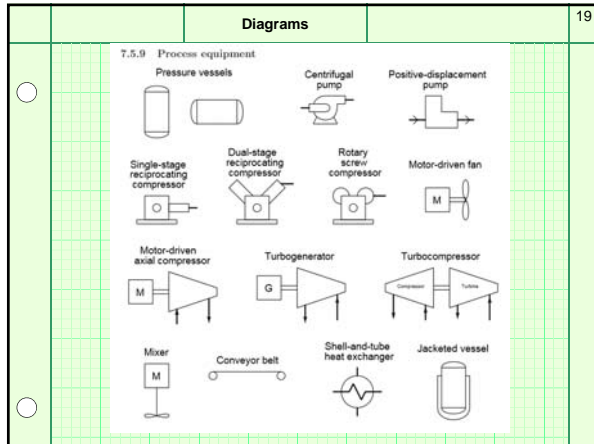 Diagrams
19
7.5.9 Process equipment
Pressure vessels
Centrifugal
pump
Positive-displacement
pump
Single-stage
reciprocating
compressor
Dual-stage
reciprocating
compressor
Rotary
screw
compressor
Motor-driven fan
M
Motor-driven
axial compressor
M
Turbogenerator
G
Turbocompressor
Compressor
Turbine
Mixer
M
Conveyor belt
Shell-and-tube
heat exchanger
Jacketed vessel